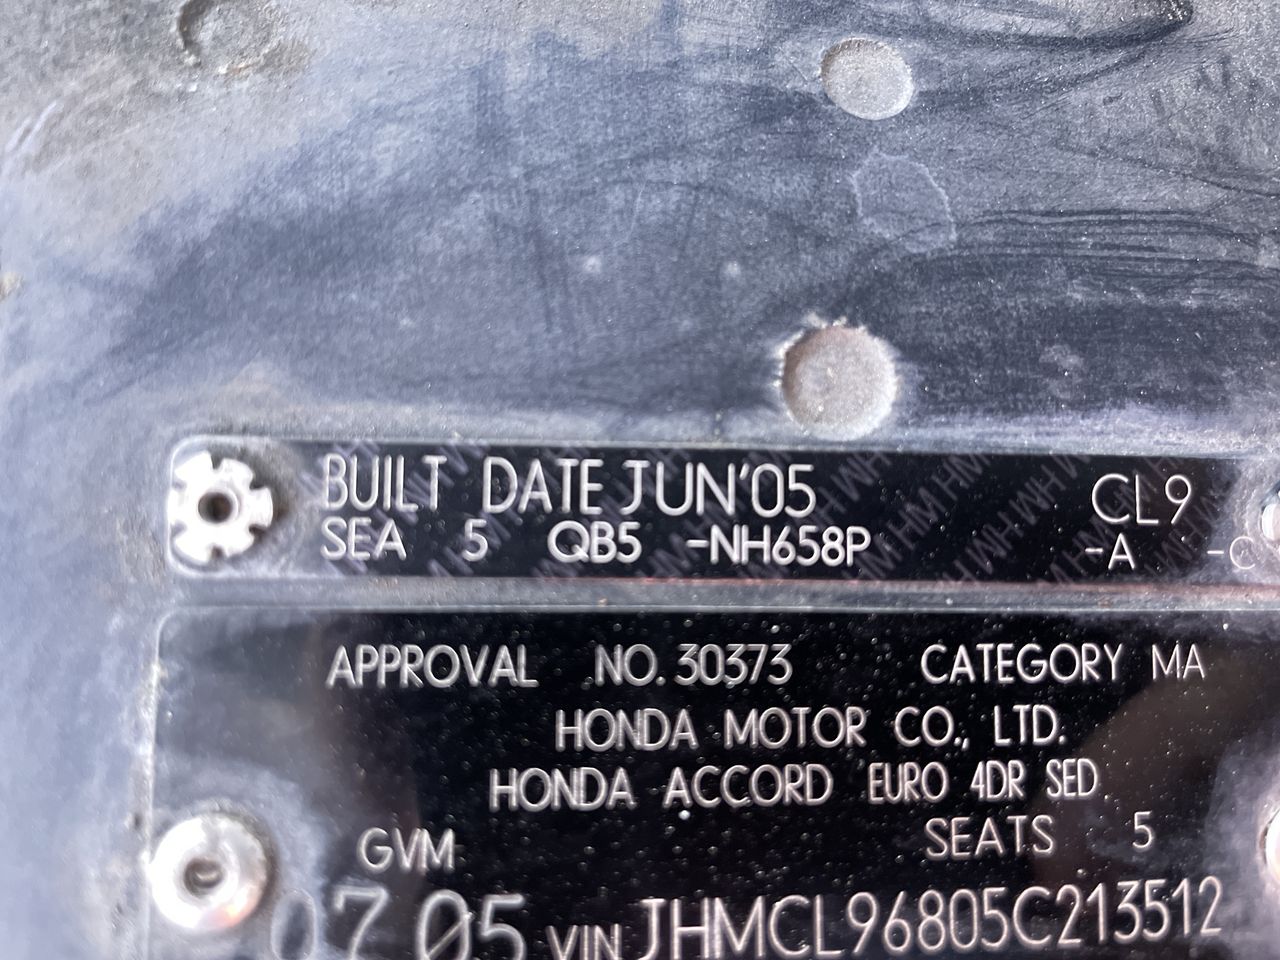 BUILT DATE JUN'05 CL9
SEA 5 QB5 -NH658P -A -C
APPROVAL NO. 30373 CATEGORY MA
HONDA MOTOR CO., LTD.
HONDA ACCORD EURO 4DR SED
GVM SEATS 5
07 05 VIN JHMCL96805C213512